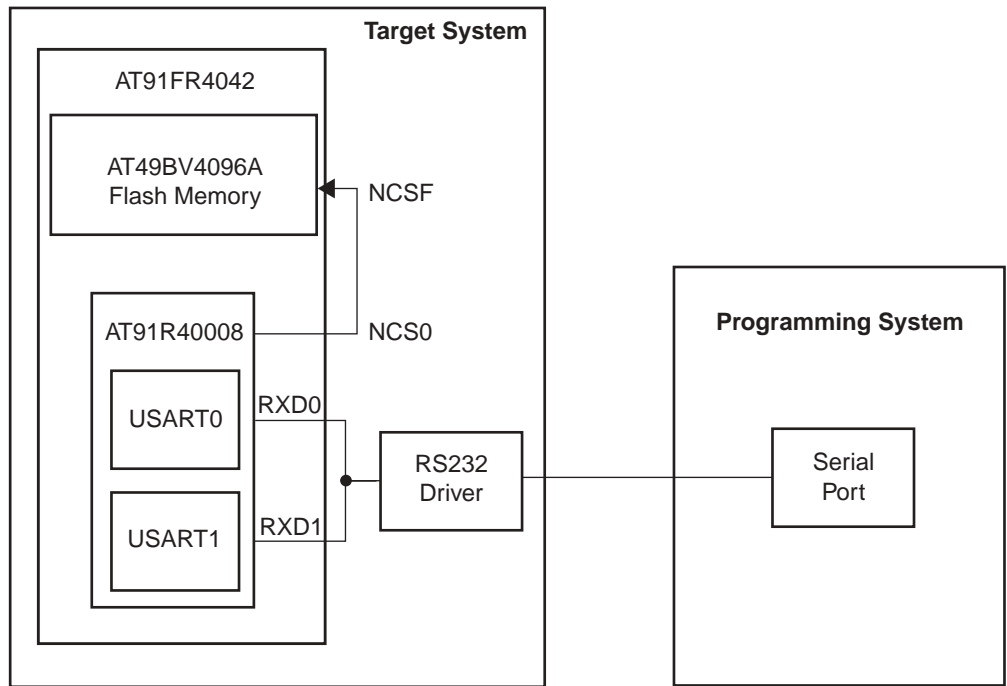 Target System
AT91FR4042
AT49BV4096A
Flash Memory
NCSF
AT91R40008
NCS0
USART0
RXD0
USART1
RXD1
RS232
Driver
Programming System
Serial
Port